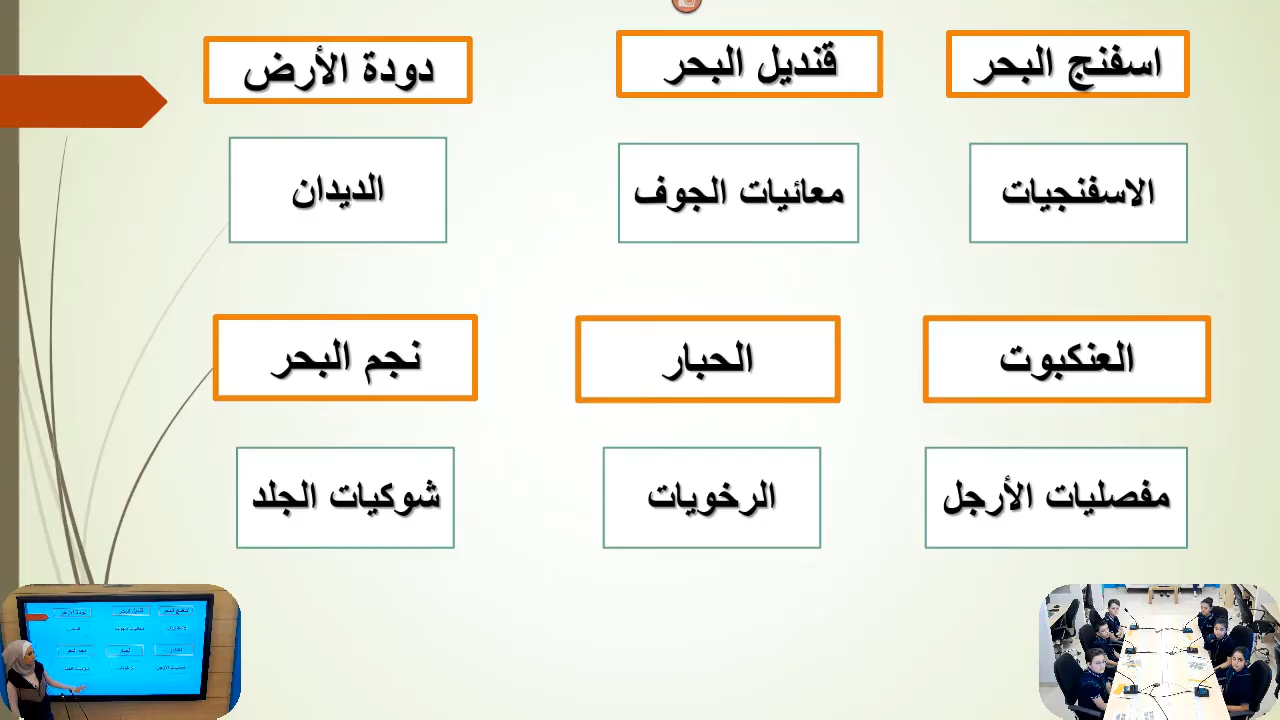 اسفنج البحر
قنديل البحر
دودة الأرض
الاسفنجيات
معائيات الجوف
الديدان
العنكبوت
الحبار
نجم البحر
مفصليات الأرجل
الرخويات
شوكيات الجلد